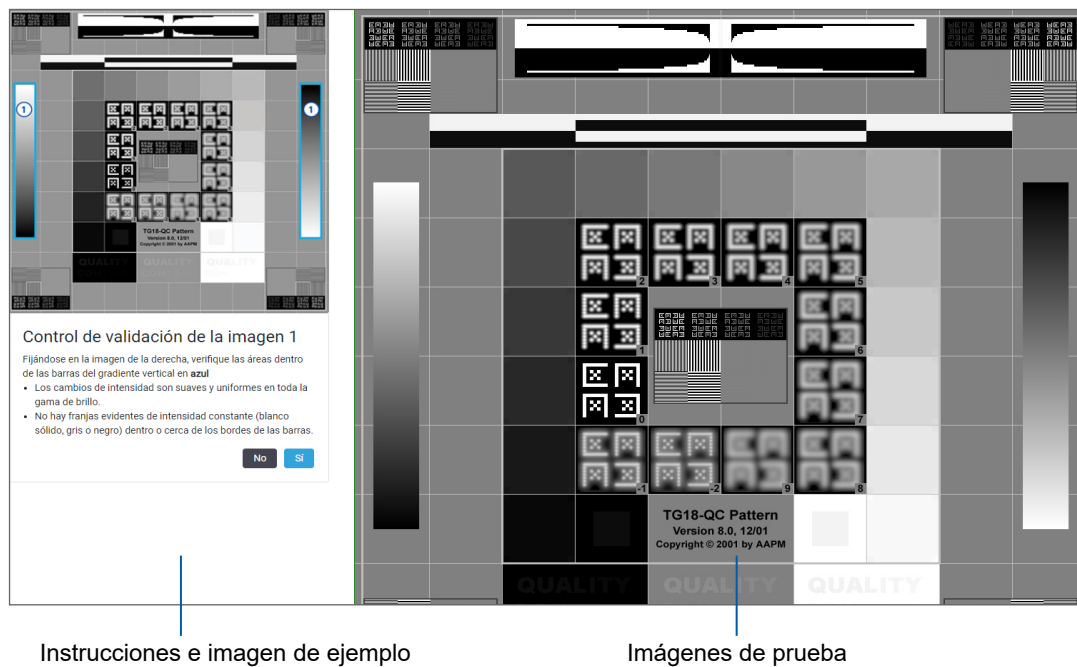 1
1
TG18-QC Pattern
Version 8.0, 12/01
Copyright © 2001 by AAPM
QUALITY QUALITY QUALITY
Control de validación de la imagen 1
Fijándose en la imagen de la derecha, verifique las áreas dentro
de las barras del gradiente vertical en azul
• Los cambios de intensidad son suaves y uniformes en toda la
gama de brillo.
• No hay franjas evidentes de intensidad constante (blanco
sólido, gris o negro) dentro o cerca de los bordes de las barras.
No Sí
2 3 4 5
1 6
0 7
-1 -2 9 8
TG18-QC Pattern
Version 8.0, 12/01
Copyright © 2001 by AAPM
QUALITY QUALITY QUALITY
Instrucciones e imagen de ejemplo
Imágenes de prueba